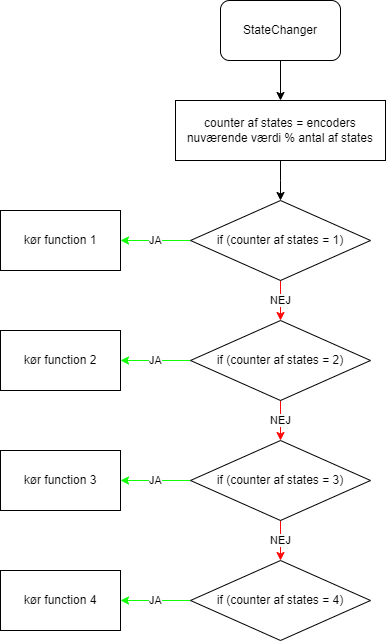 StateChanger
counter af states = encoders
nuværende værdi % antal af states
kør function 1
JA
if (counter af states = 1)
NEJ
kør function 2
JA
if (counter af states = 2)
NEJ
kør function 3
JA
if (counter af states = 3)
NEJ
kør function 4
JA
if (counter af states = 4)